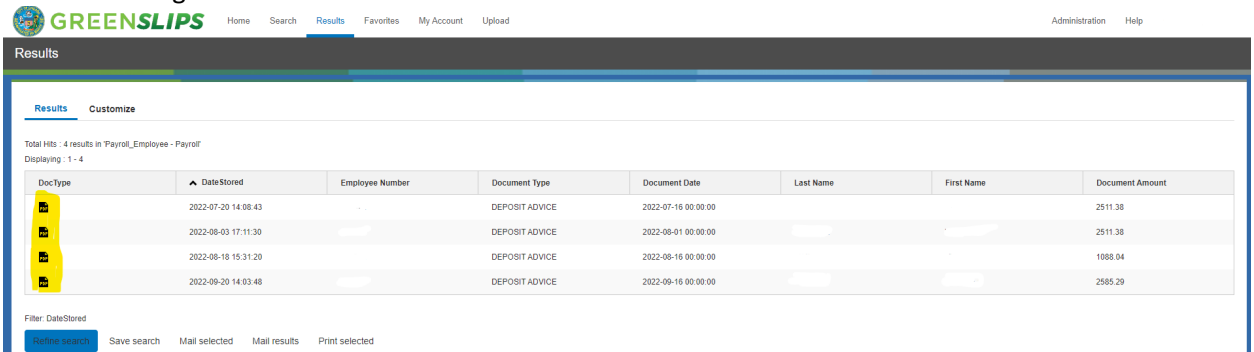 GREENSLIPS Home Search Results Favorites My Account Upload Administration Help
Results
Results Customize
Total Hits : 4 results in 'Payroll_Employee - Payroll'
Displaying : 1 - 4
DocType DateStored Employee Number Document Type Document Date Last Name First Name Document Amount
PDF 2022-07-20 14:08:43 DEPOSIT ADVICE 2022-07-16 00:00:00 2511.38
PDF 2022-08-03 17:11:30 DEPOSIT ADVICE 2022-08-01 00:00:00 2511.38
PDF 2022-08-18 15:31:20 DEPOSIT ADVICE 2022-08-16 00:00:00 1088.04
PDF 2022-09-20 14:03:48 DEPOSIT ADVICE 2022-09-16 00:00:00 2585.29
Filter: DateStored
Refine search Save search Mail selected Mail results Print selected